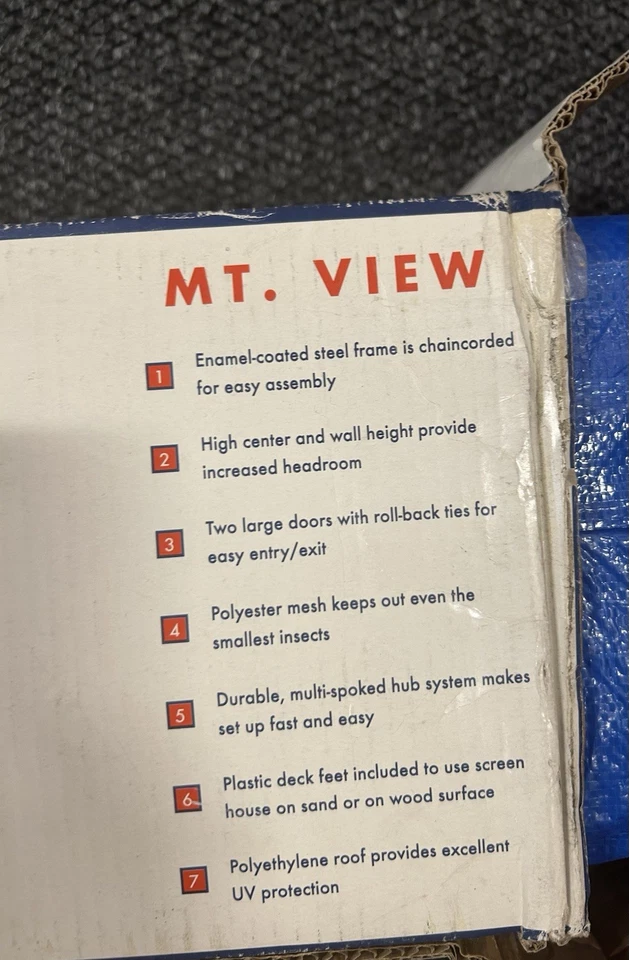 MT. VIEW
1 Enamel-coated steel frame is chaincorded
for easy assembly
2 High center and wall height provide
increased headroom
3 Two large doors with roll-back ties for
easy entry/exit
4 Polyester mesh keeps out even the
smallest insects
5 Durable, multi-spoked hub system makes
set up fast and easy
6 Plastic deck feet included to use screen
house on sand or on wood surface
7 Polyethylene roof provides excellent
UV protection